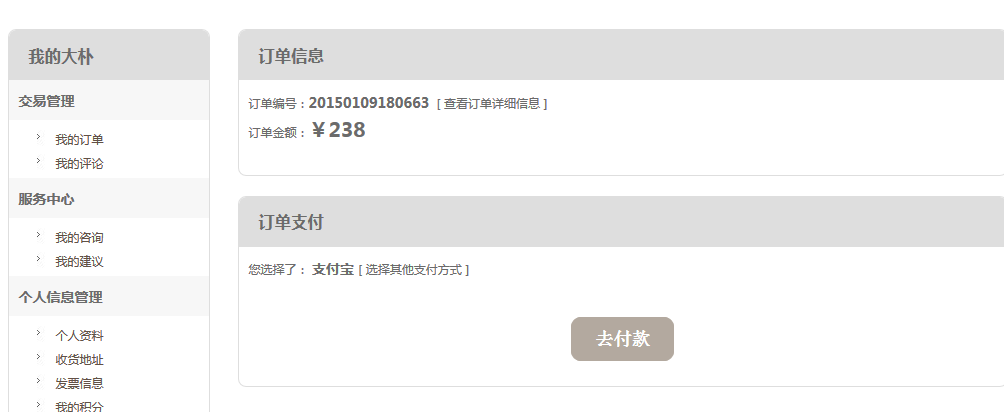 我的大朴
交易管理
我的订单
我的评论
服务中心
我的咨询
我的建议
个人信息管理
个人资料
收货地址
发票信息
我的积分
订单信息
订单编号：20150109180663 [ 查看订单详细信息 ]
订单金额：￥238
订单支付
您选择了： 支付宝 [ 选择其他支付方式 ]
去付款